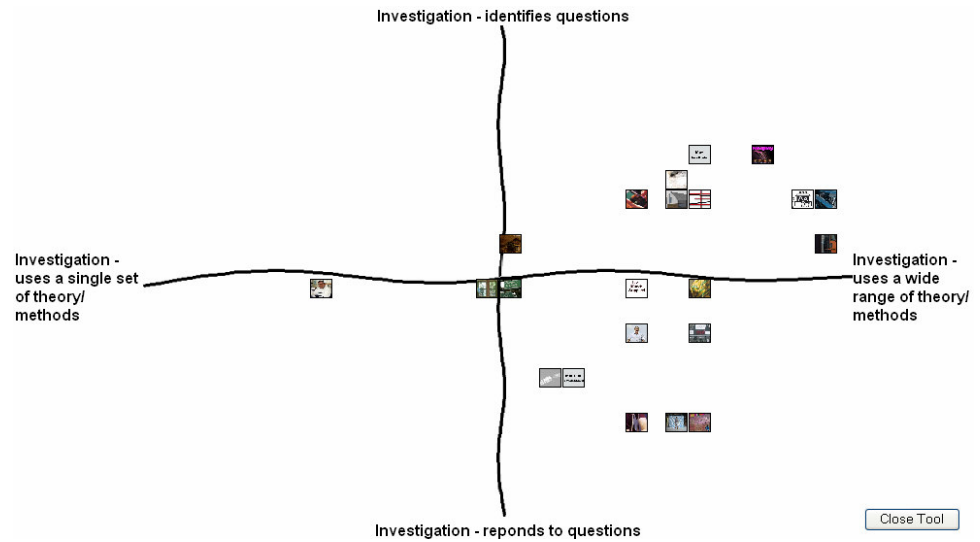 Investigation - identifies questions
Investigation -
uses a single set
of theory/
methods
Investigation -
uses a wide
range of theory/
methods
Investigation - reponds to questions
Close Tool